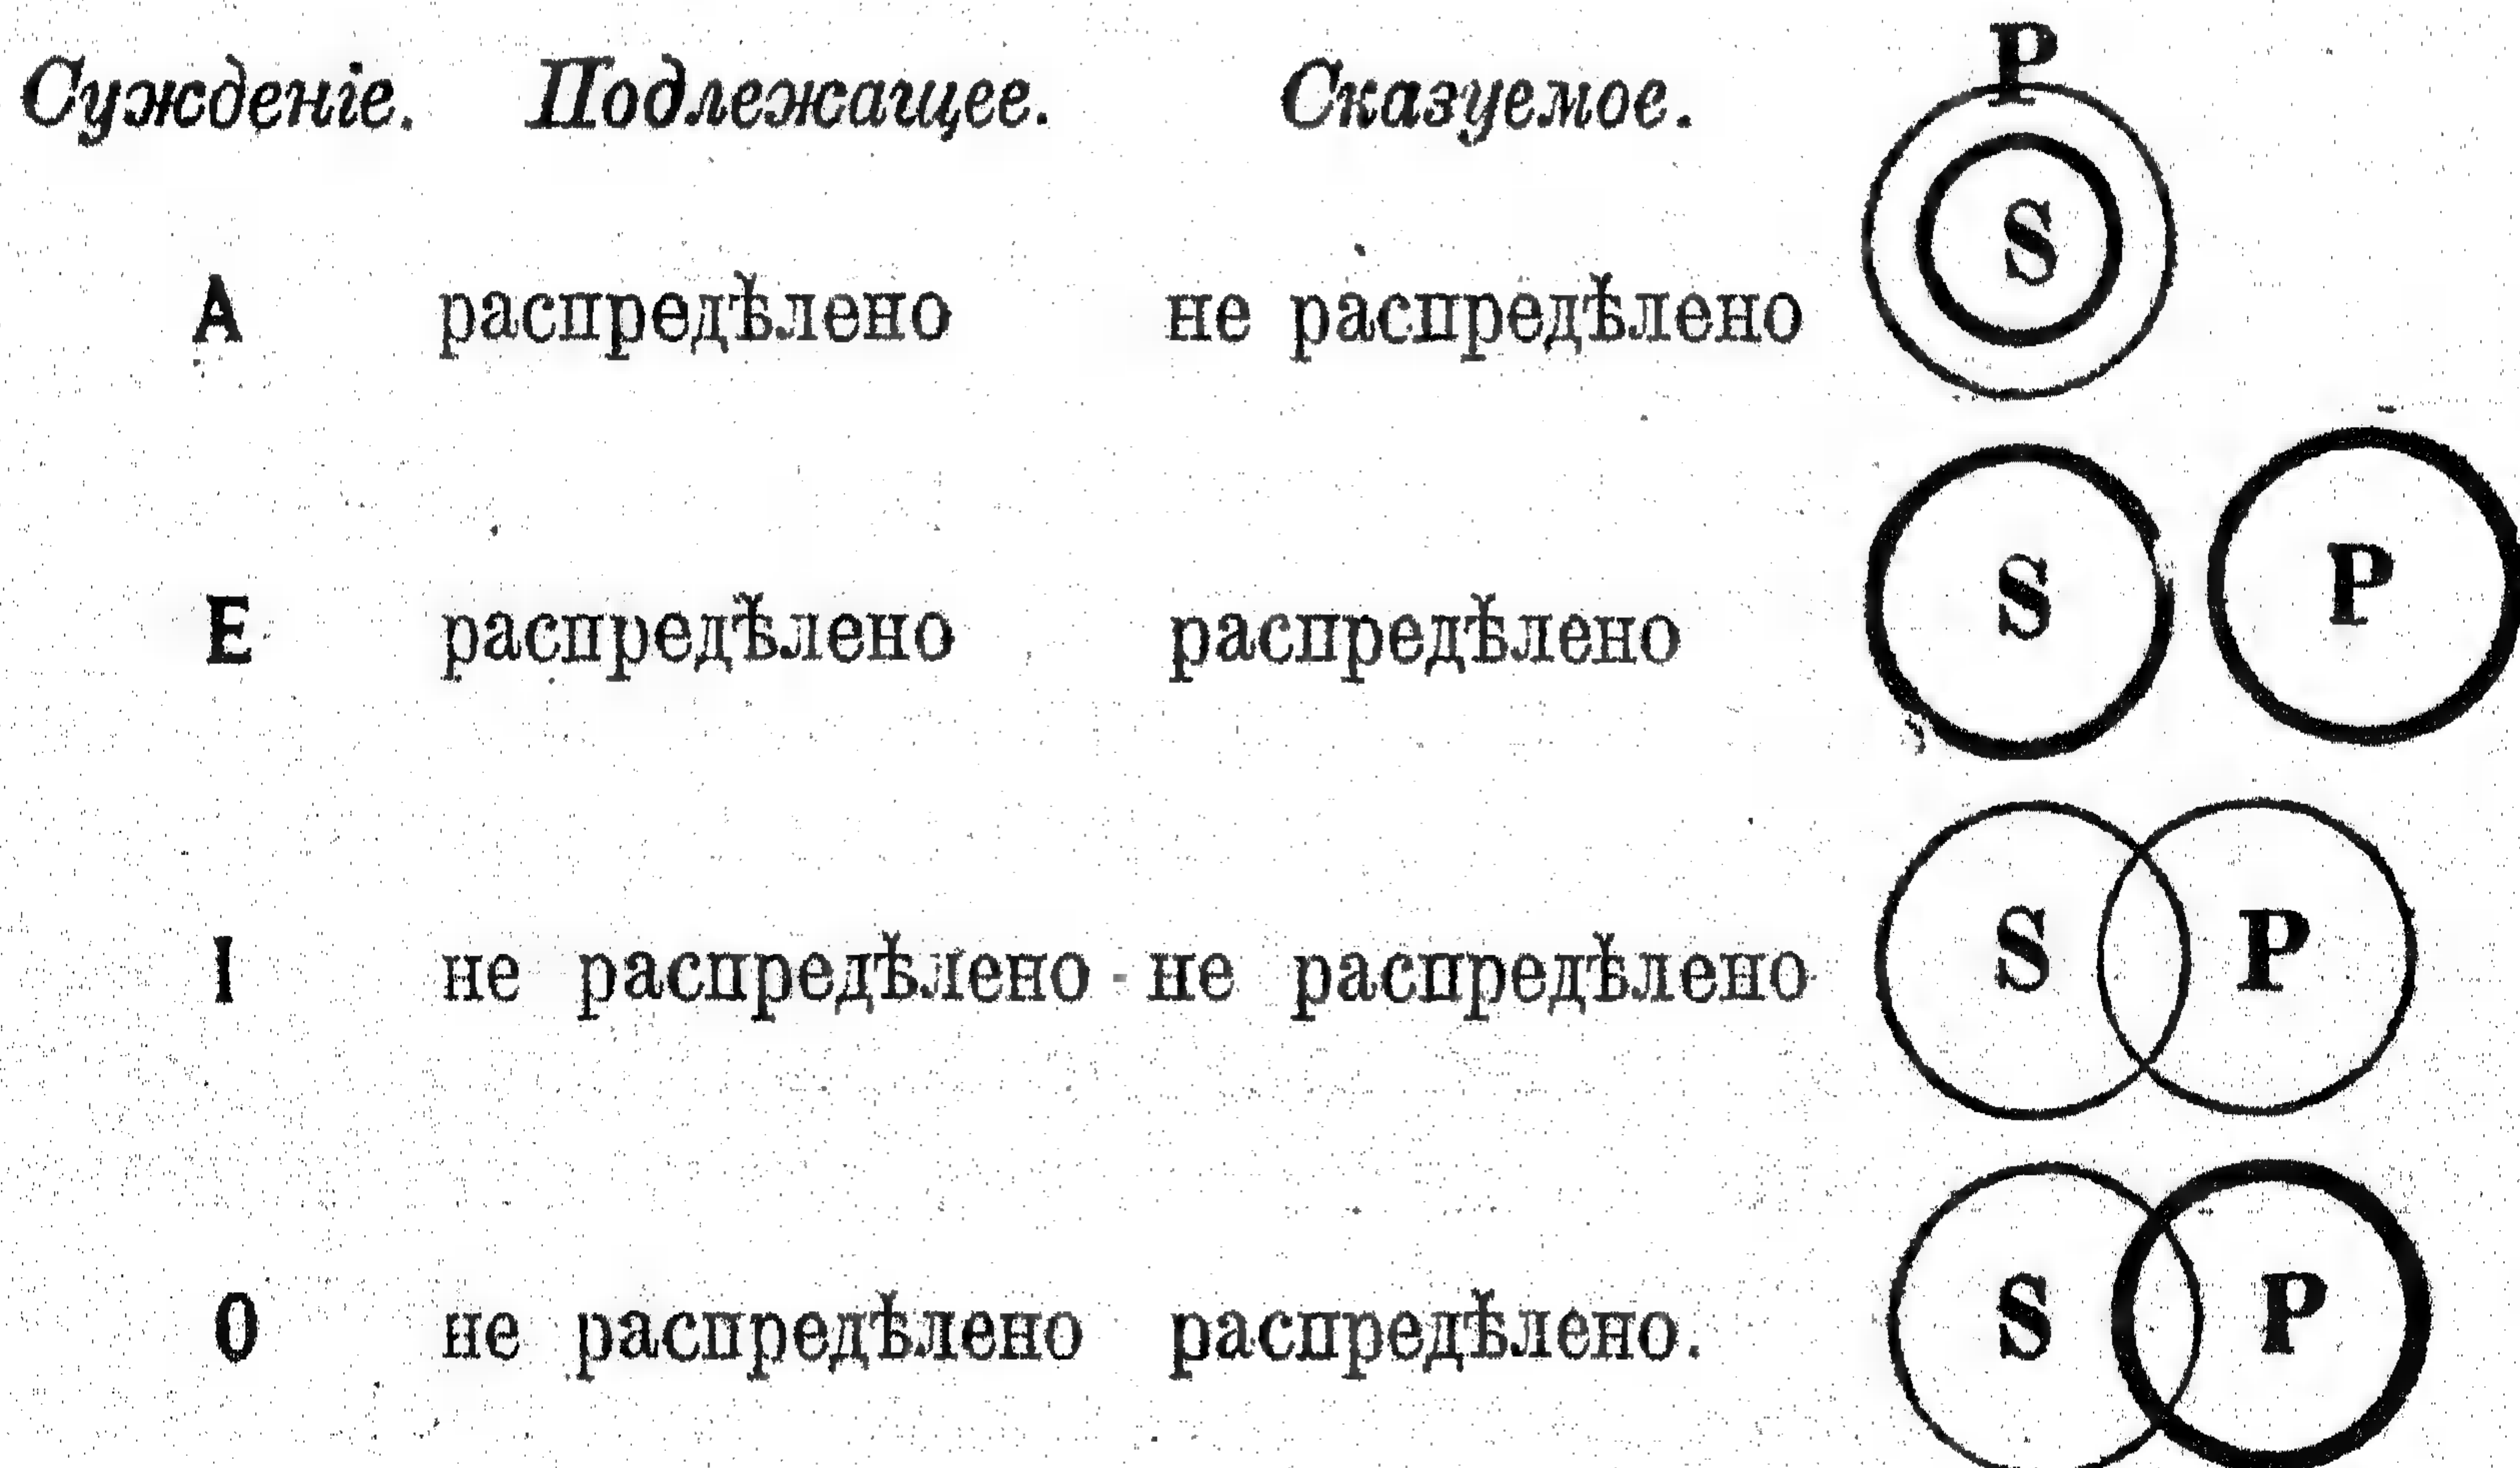 Сужденіе. Подлежащее. Сказуемое. P
S
A распредѣлено не распредѣлено
E распредѣлено распредѣлено S P
I не распредѣлено - не распредѣлено S P
O не распредѣлено распредѣлено. S P